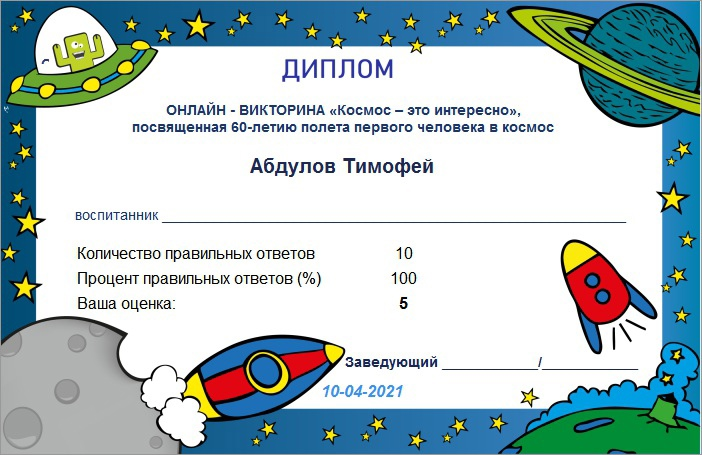 ДИПЛОМ
ОНЛАЙН - ВИКТОРИНА «Космос – это интересно»,
посвященная 60-летию полета первого человека в космос
Абдулов Тимофей
воспитанник ___________________________________________________________
Количество правильных ответов 10
Процент правильных ответов (%) 100
Ваша оценка: 5
Заведующий ____________/____________
10-04-2021